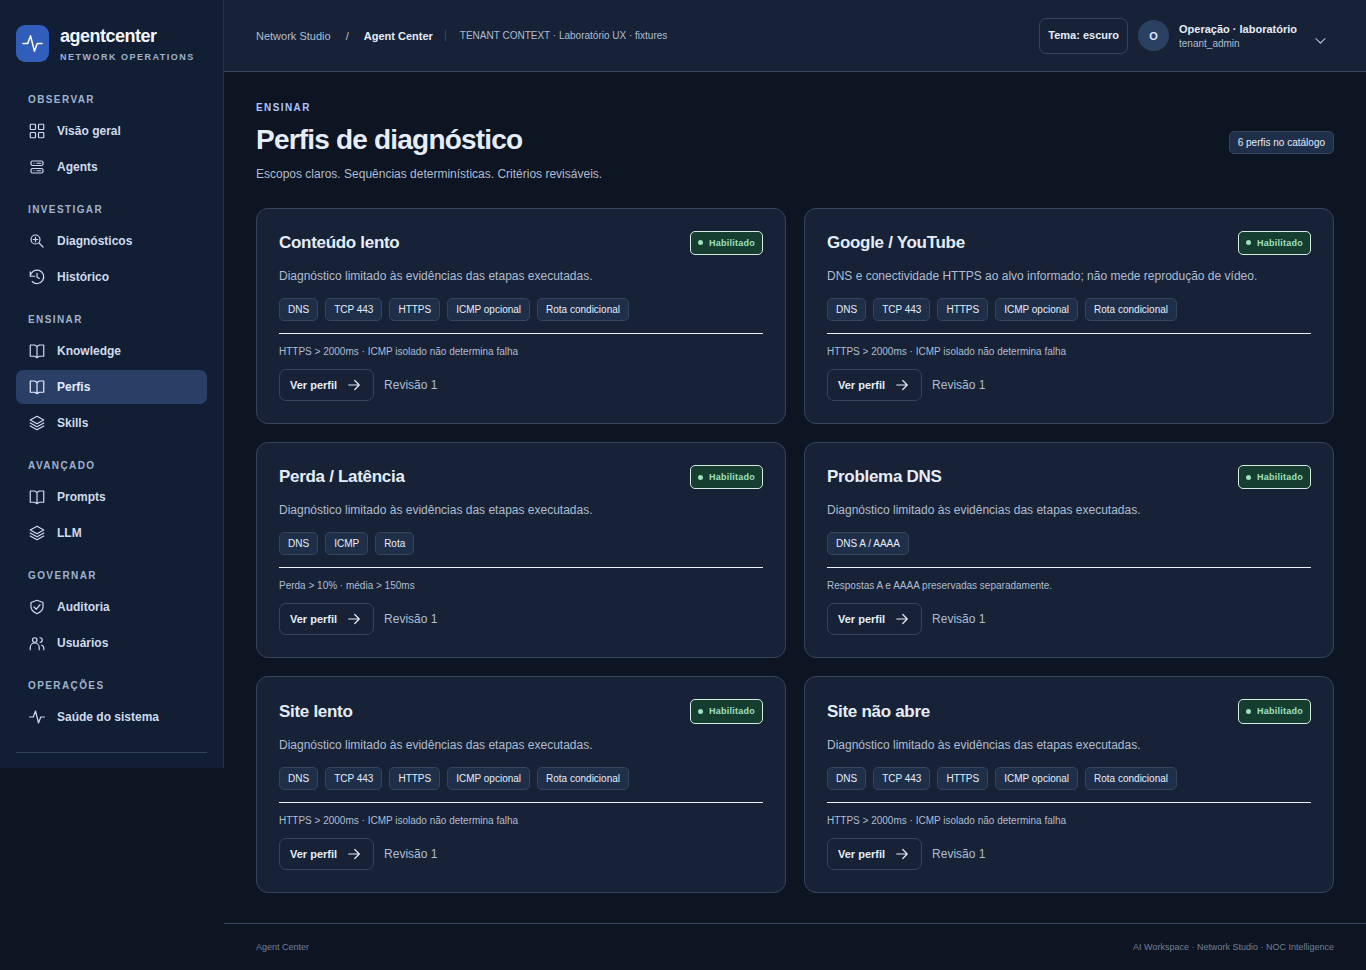 agentcenter
NETWORK OPERATIONS
OBSERVAR
Visão geral
Agents
INVESTIGAR
Diagnósticos
Histórico
ENSINAR
Knowledge
Perfis
Skills
AVANÇADO
Prompts
LLM
GOVERNAR
Auditoria
Usuários
OPERAÇÕES
Saúde do sistema
Network Studio / Agent Center TENANT CONTEXT · Laboratório UX · fixtures
Tema: escuro
O
Operação · laboratório
tenant_admin
ENSINAR
Perfis de diagnóstico
6 perfis no catálogo
Escopos claros. Sequências determinísticas. Critérios revisáveis.
Conteúdo lento
Habilitado
Diagnóstico limitado às evidências das etapas executadas.
DNS TCP 443 HTTPS ICMP opcional Rota condicional
HTTPS > 2000ms · ICMP isolado não determina falha
Ver perfil Revisão 1
Google / YouTube
Habilitado
DNS e conectividade HTTPS ao alvo informado; não mede reprodução de vídeo.
DNS TCP 443 HTTPS ICMP opcional Rota condicional
HTTPS > 2000ms · ICMP isolado não determina falha
Ver perfil Revisão 1
Perda / Latência
Habilitado
Diagnóstico limitado às evidências das etapas executadas.
DNS ICMP Rota
Perda > 10% · média > 150ms
Ver perfil Revisão 1
Problema DNS
Habilitado
Diagnóstico limitado às evidências das etapas executadas.
DNS A / AAAA
Respostas A e AAAA preservadas separadamente.
Ver perfil Revisão 1
Site lento
Habilitado
Diagnóstico limitado às evidências das etapas executadas.
DNS TCP 443 HTTPS ICMP opcional Rota condicional
HTTPS > 2000ms · ICMP isolado não determina falha
Ver perfil Revisão 1
Site não abre
Habilitado
Diagnóstico limitado às evidências das etapas executadas.
DNS TCP 443 HTTPS ICMP opcional Rota condicional
HTTPS > 2000ms · ICMP isolado não determina falha
Ver perfil Revisão 1
Agent Center
AI Workspace · Network Studio · NOC Intelligence